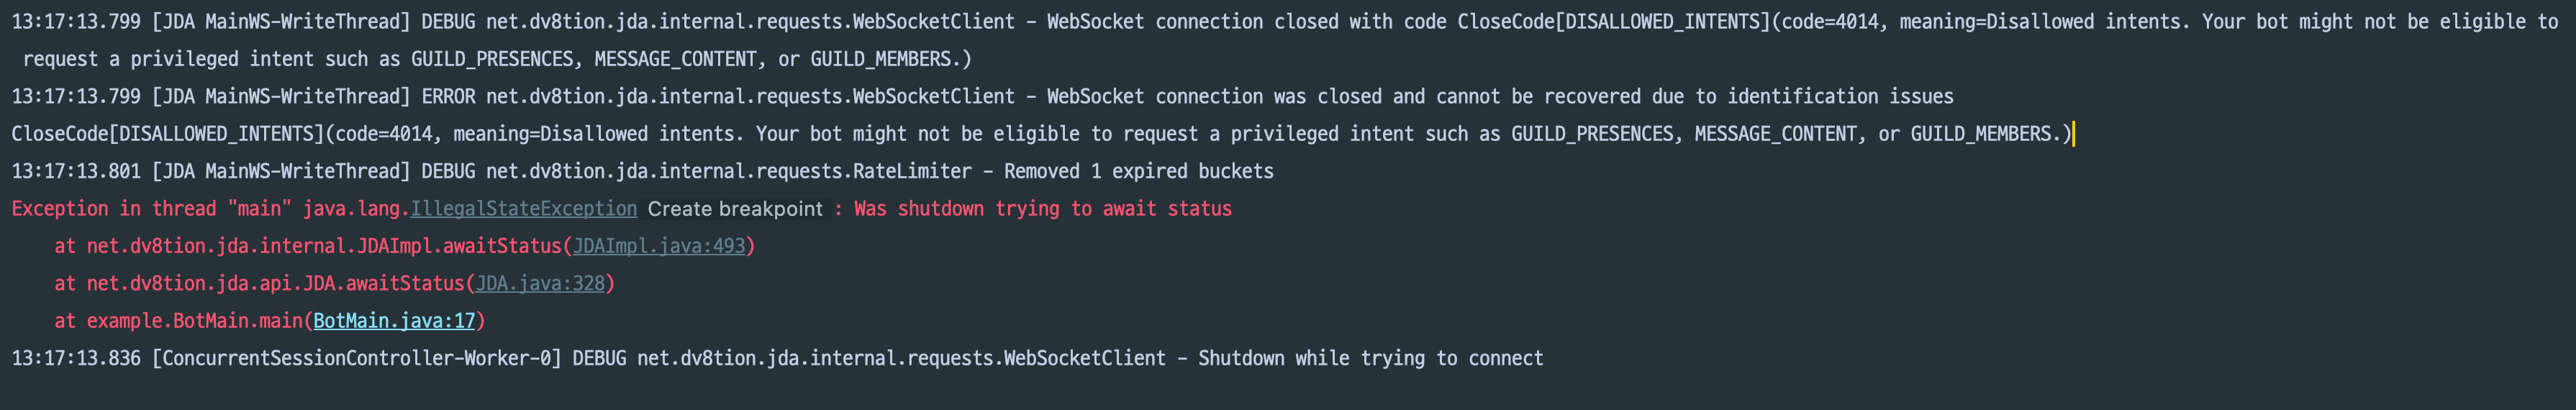 13:17:13.799 [JDA MainWS-WriteThread] DEBUG net.dv8tion.jda.internal.requests.WebSocketClient - WebSocket connection closed with code CloseCode[DISALLOWED_INTENTS](code=4014, meaning=Disallowed intents. Your bot might not be eligible to
request a privileged intent such as GUILD_PRESENCES, MESSAGE_CONTENT, or GUILD_MEMBERS.)
13:17:13.799 [JDA MainWS-WriteThread] ERROR net.dv8tion.jda.internal.requests.WebSocketClient - WebSocket connection was closed and cannot be recovered due to identification issues
CloseCode[DISALLOWED_INTENTS](code=4014, meaning=Disallowed intents. Your bot might not be eligible to request a privileged intent such as GUILD_PRESENCES, MESSAGE_CONTENT, or GUILD_MEMBERS.)
13:17:13.801 [JDA MainWS-WriteThread] DEBUG net.dv8tion.jda.internal.requests.RateLimiter - Removed 1 expired buckets
Exception in thread "main" java.lang.IllegalStateException Create breakpoint : Was shutdown trying to await status
at net.dv8tion.jda.internal.JDAImpl.awaitStatus(JDAImpl.java:493)
at net.dv8tion.jda.api.JDA.awaitStatus(JDA.java:328)
at example.BotMain.main(BotMain.java:17)
13:17:13.836 [ConcurrentSessionController-Worker-0] DEBUG net.dv8tion.jda.internal.requests.WebSocketClient - Shutdown while trying to connect